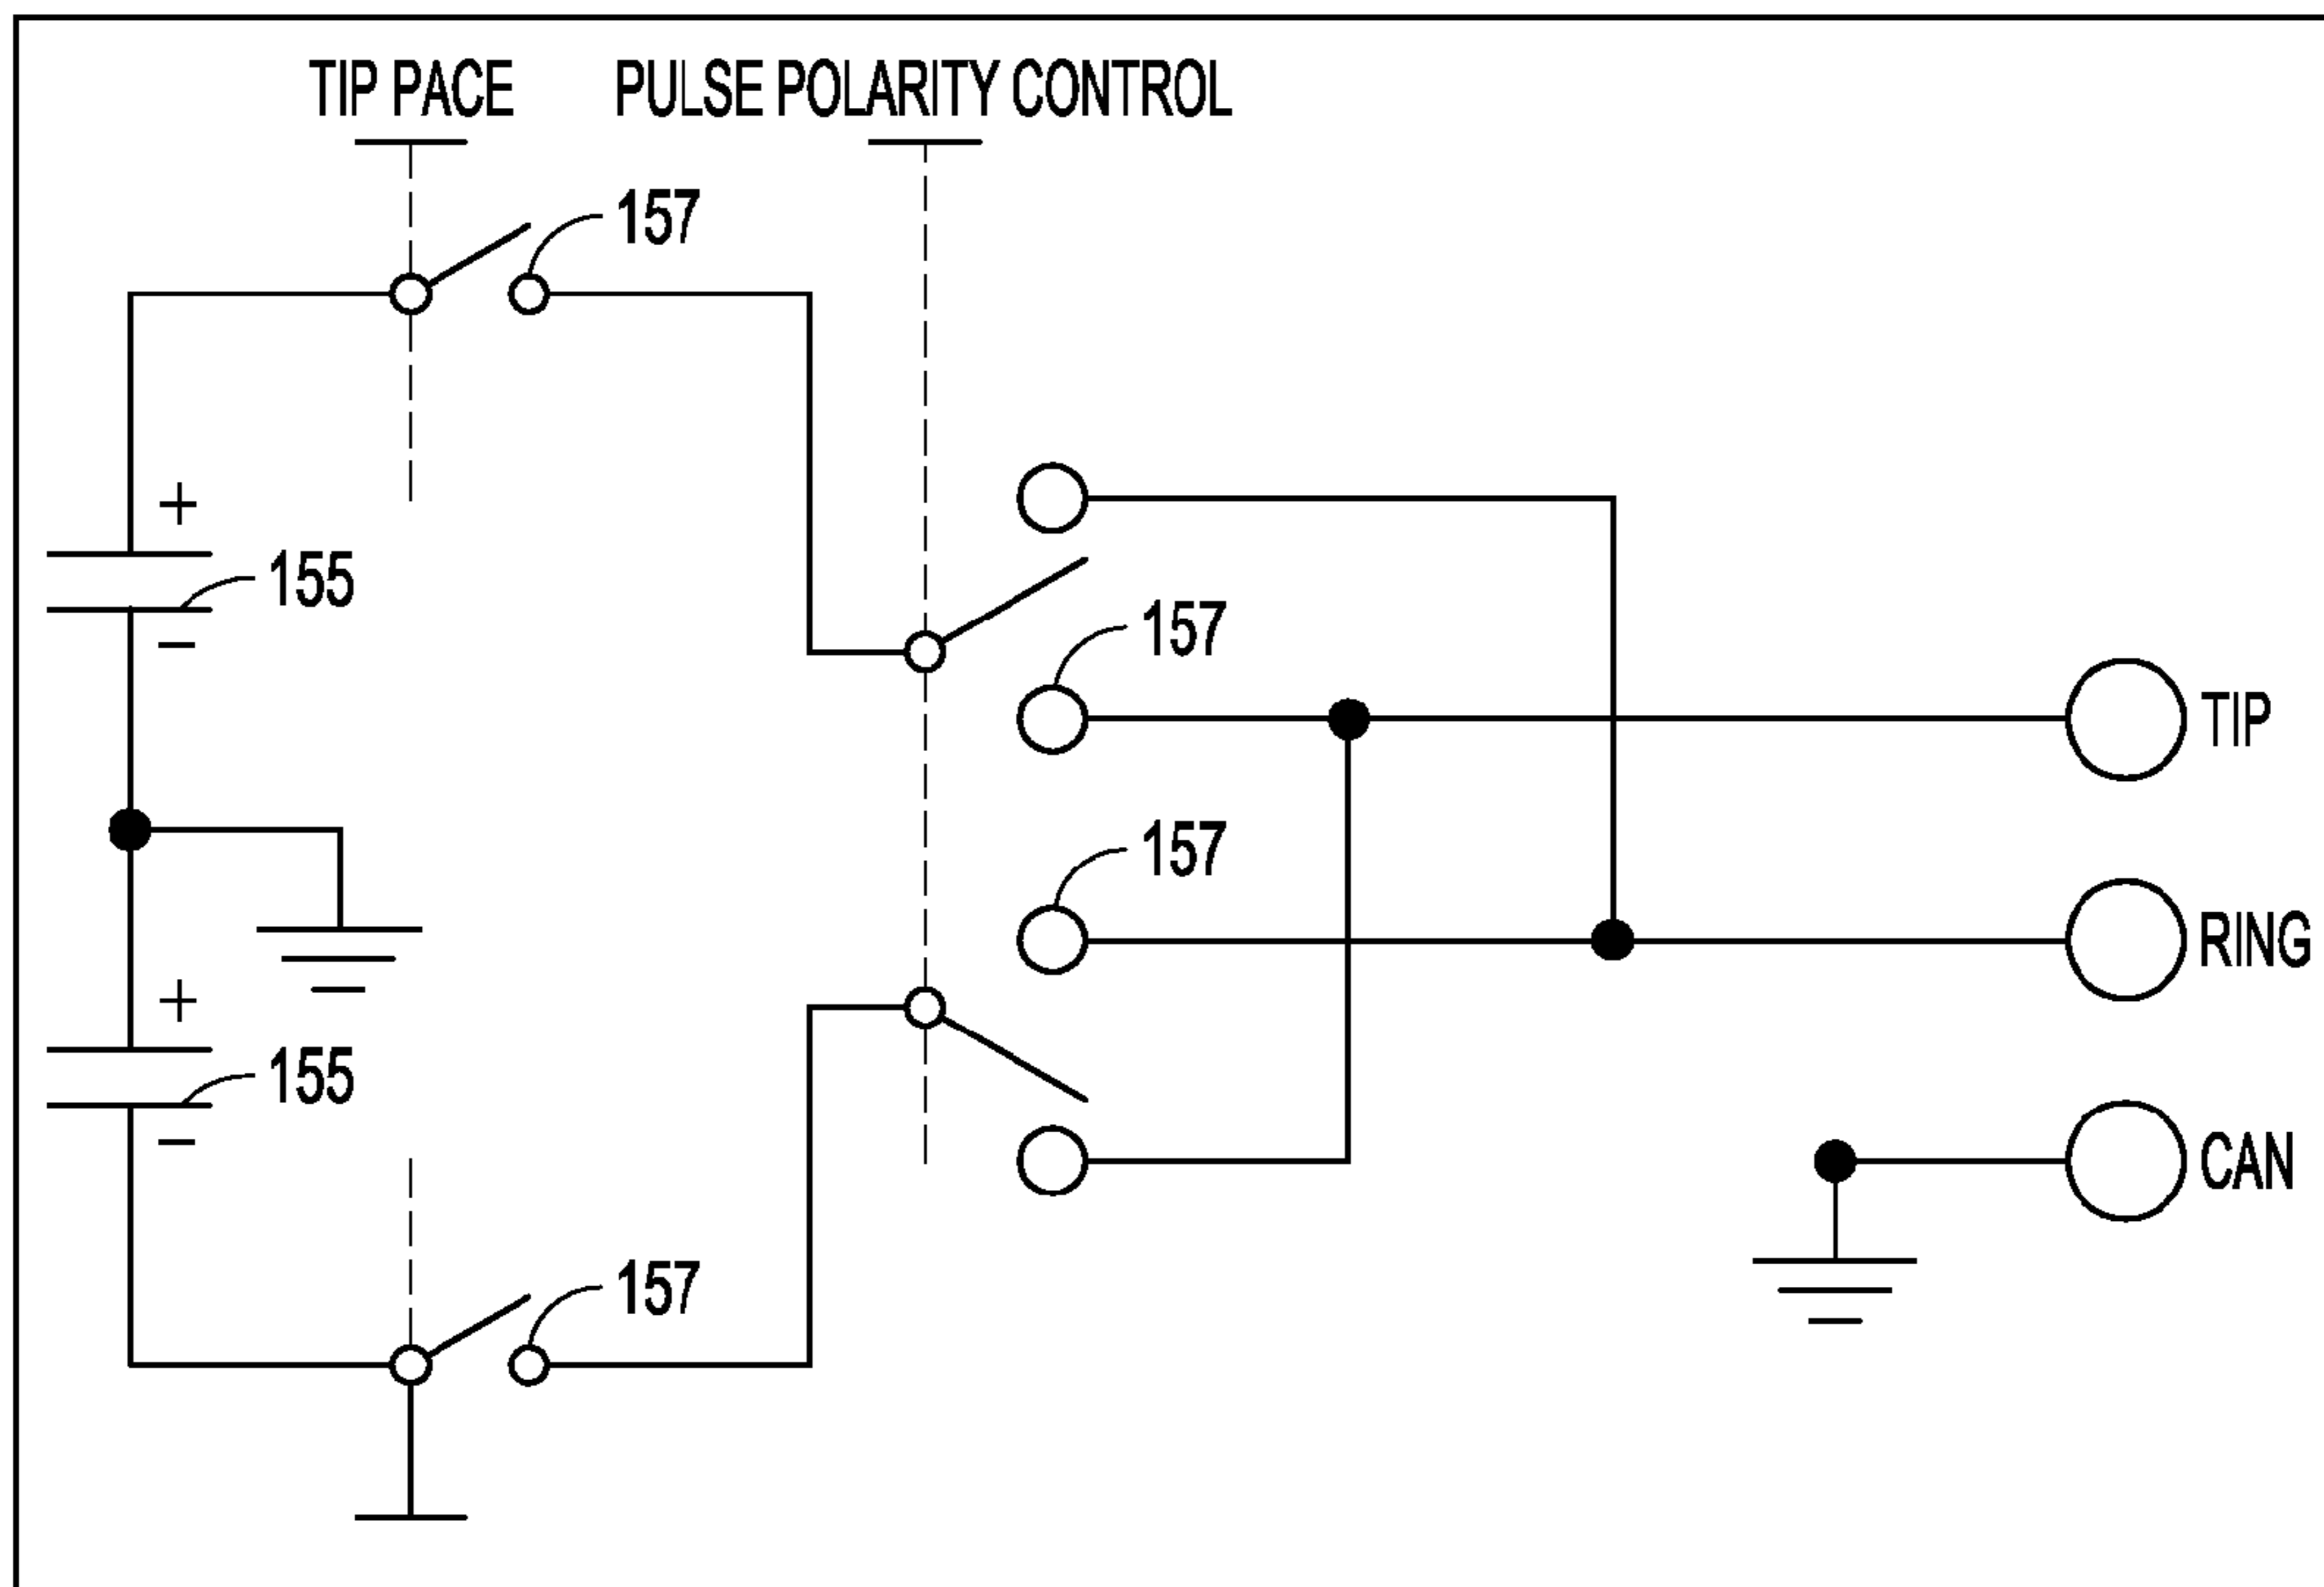 TIP PACE
PULSE POLARITY CONTROL
157
+
155
−
157
TIP
157
RING
+
155
−
CAN
157